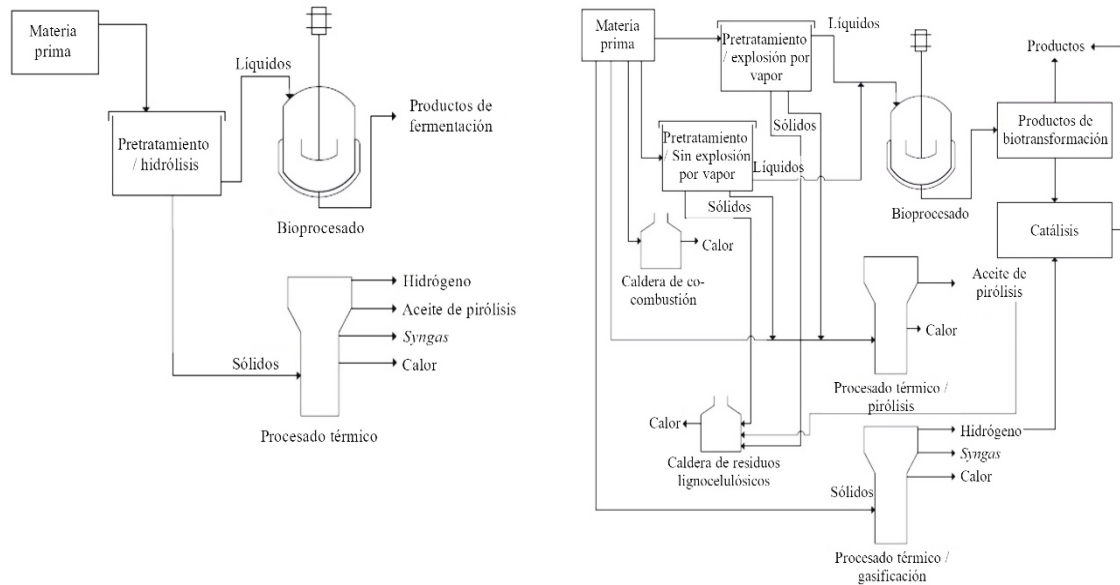 Materia
prima
Líquidos
Pretratamiento
/ hidrólisis
Productos de
fermentación
Bioprocesado
Hidrógeno
Aceite de pirólisis
Syngas
Calor
Sólidos
Procesado térmico
Materia
prima
Pretratamiento
/ explosión por
vapor
Líquidos
Productos
Sólidos
Pretratamiento
/ Sin explosión
por vapor
Líquidos
Sólidos
Bioprocesado
Productos de
biotransformación
Catálisis
Calor
Caldera de co-
combustión
Aceite de
pirólisis
Calor
Procesado térmico /
pirólisis
Calor
Caldera de residuos
lignocelulósicos
Hidrógeno
Syngas
Calor
Sólidos
Procesado térmico /
gasificación